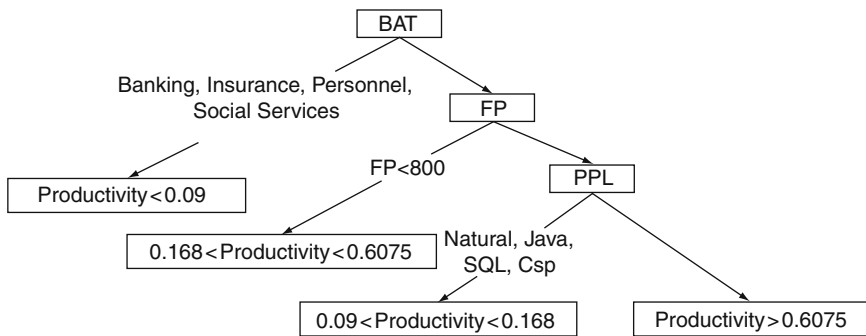 BAT
Banking, Insurance, Personnel,
Social Services
FP
FP<800
PPL
Productivity<0.09
Natural, Java,
SQL, Csp
0.168<Productivity<0.6075
0.09<Productivity<0.168
Productivity>0.6075